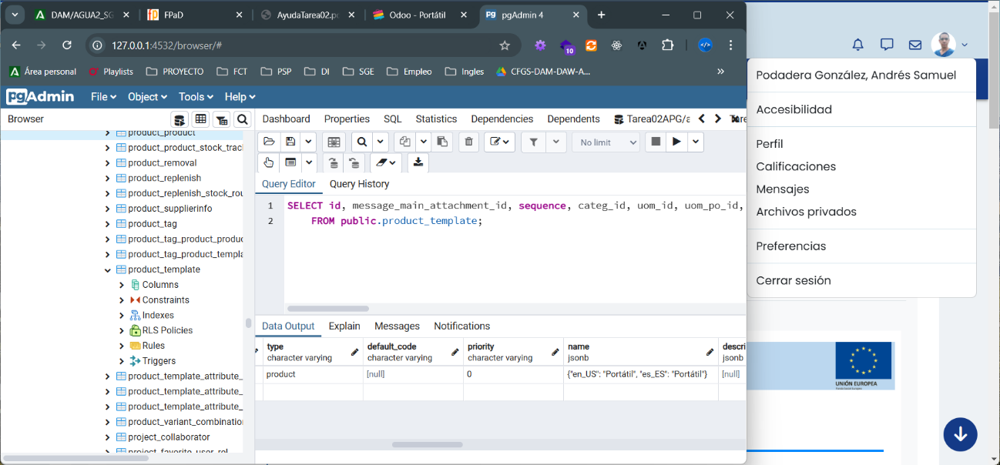 DAM/AGUA2_SG
FPaD
AyudaTarea02.pd
Odoo - Portátil
pgAdmin 4
127.0.0.1:4532/browser/#
10
Área personal
Playlists
PROYECTO
FCT
PSP
DI
SGE
Empleo
Ingles
CFGS-DAM-DAW-A...
pgAdmin
File
Object
Tools
Help
Browser
Dashboard
Properties
SQL
Statistics
Dependencies
Dependents
Tarea02APG/a
product_product
product_product_stock_trac
product_removal
product_replenish
product_replenish_stock_rou
product_supplierinfo
product_tag
product_tag_product_produc
product_tag_product_templa
product_template
Columns
Constraints
Indexes
RLS Policies
Rules
Triggers
product_template_attribute_
product_template_attribute_
product_template_attribute_
product_variant_combination
project_collaborator
project_favorite_user_rel
No limit
Query Editor
Query History
1 SELECT id, message_main_attachment_id, sequence, categ_id, uom_id, uom_po_id,
2 FROM public.product_template;
Data Output
Explain
Messages
Notifications
type
character varying
default_code
character varying
priority
character varying
name
jsonb
descri
jsonb
product
[null]
0
{"en_US": "Portátil", "es_ES": "Portátil"}
[null]
Podadera González, Andrés Samuel
Accesibilidad
Perfil
Calificaciones
Mensajes
Archivos privados
Preferencias
Cerrar sesión
UNIÓN EUROPEA